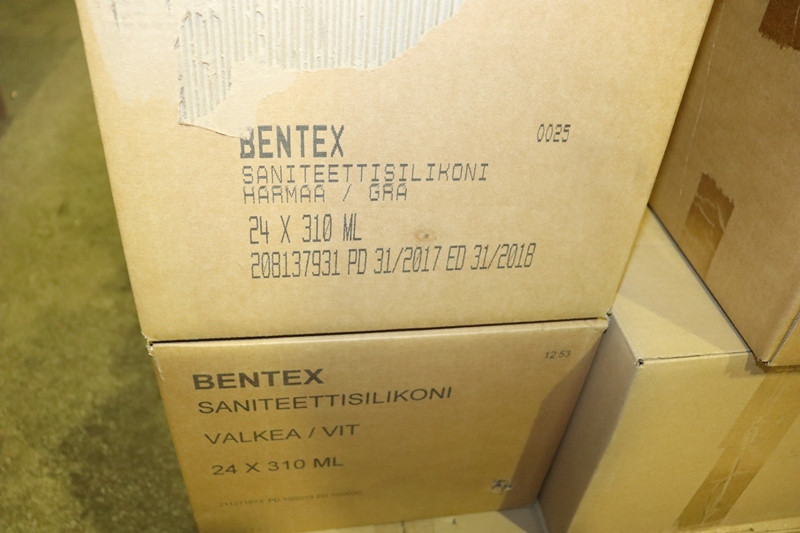 BENTEX
0025
SANITEETTISILIKONI
HARMAA / GRA
24 X 310 ML
208137931 PD 31/2017 ED 31/2018
BENTEX
12:53
SANITEETTISILIKONI
VALKEA / VIT
24 X 310 ML